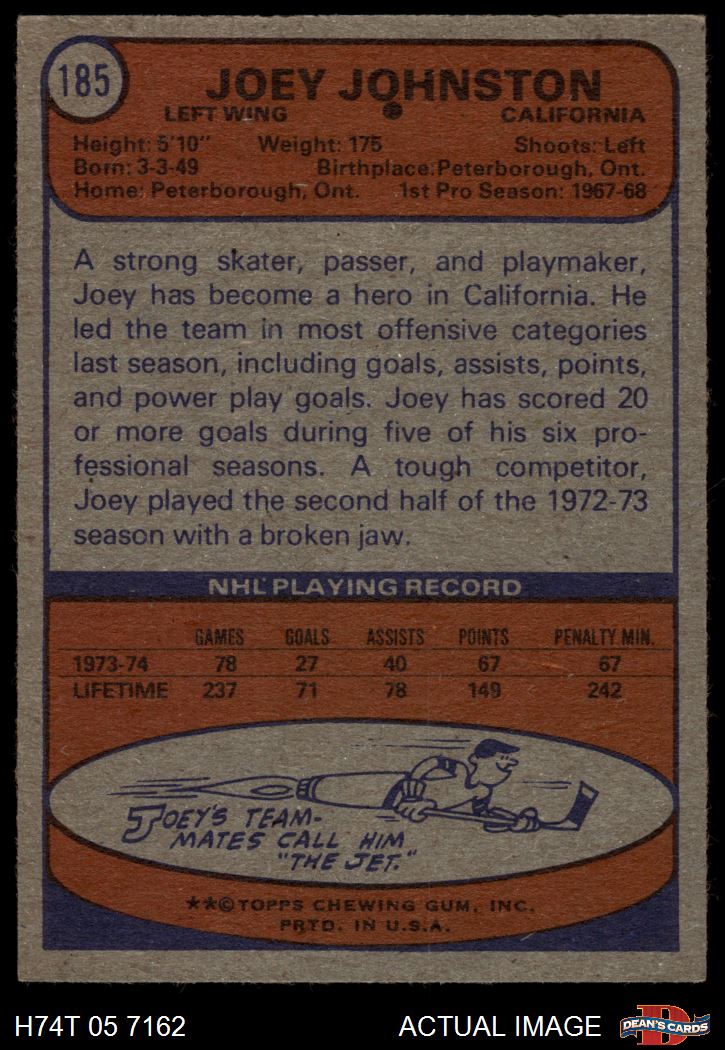 185
JOEY JOHNSTON
LEFT WING CALIFORNIA
Height: 5'10" Weight: 175 Shoots: Left
Born: 3-3-49 Birthplace: Peterborough, Ont.
Home: Peterborough, Ont. 1st Pro Season: 1967-68
A strong skater, passer, and playmaker,
Joey has become a hero in California. He
led the team in most offensive categories
last season, including goals, assists, points,
and power play goals. Joey has scored 20
or more goals during five of his six pro-
fessional seasons. A tough competitor,
Joey played the second half of the 1972-73
season with a broken jaw.
NHL PLAYING RECORD
GAMES GOALS ASSISTS POINTS PENALTY MIN.
1973-74 78 27 40 67 67
LIFETIME 237 71 78 149 242
JOEY'S TEAM-
MATES CALL HIM
"THE JET."
**©TOPPS CHEWING GUM, INC.
PRTD. IN U.S.A.
H74T 05 7162 ACTUAL IMAGE
D
DEAN'S CARDS